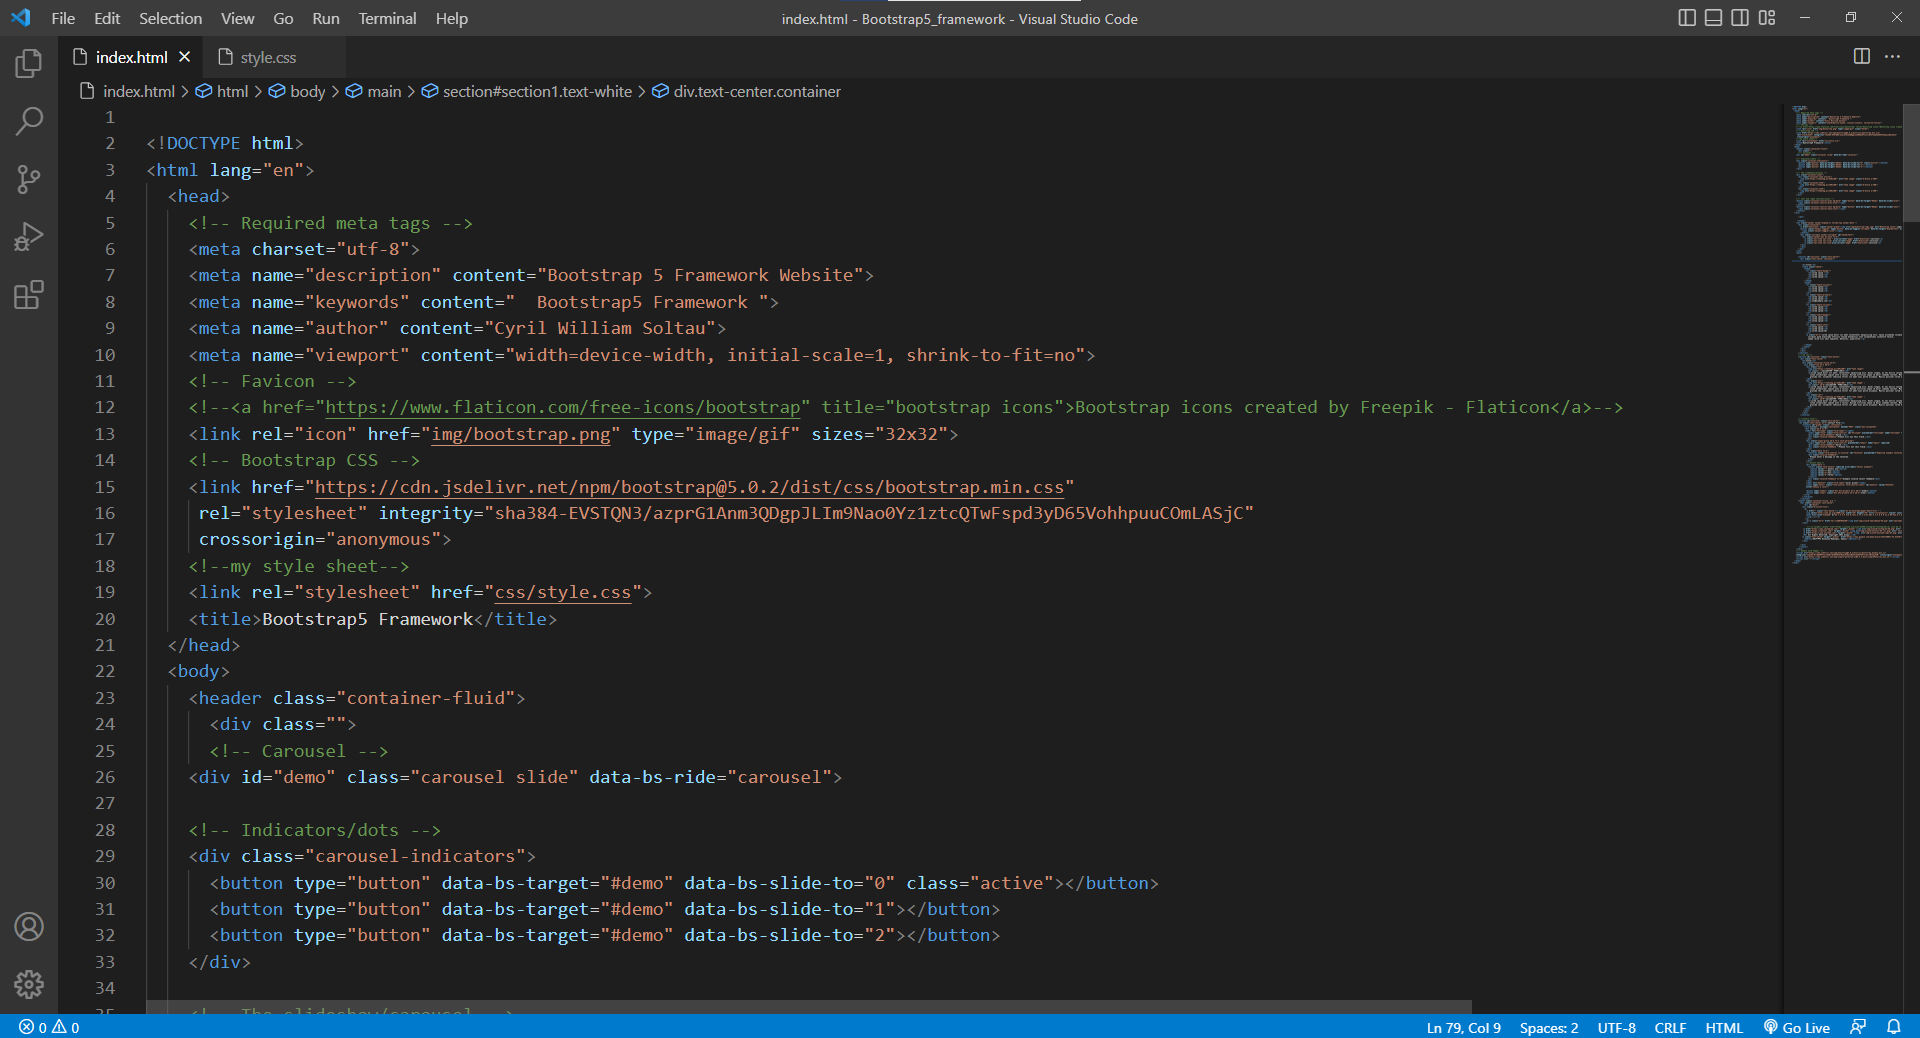 File Edit Selection View Go Run Terminal Help
index.html - Bootstrap5_framework - Visual Studio Code
index.html style.css
index.html > html > body > main > section#section1.text-white > div.text-center.container
1
2 <!DOCTYPE html>
3 <html lang="en">
4 <head>
5 <!-- Required meta tags -->
6 <meta charset="utf-8">
7 <meta name="description" content="Bootstrap 5 Framework Website">
8 <meta name="keywords" content="  Bootstrap5 Framework ">
9 <meta name="author" content="Cyril William Soltau">
10 <meta name="viewport" content="width=device-width, initial-scale=1, shrink-to-fit=no">
11 <!-- Favicon -->
12 <!--<a href="https://www.flaticon.com/free-icons/bootstrap" title="bootstrap icons">Bootstrap icons created by Freepik - Flaticon</a>-->
13 <link rel="icon" href="img/bootstrap.png" type="image/gif" sizes="32x32">
14 <!-- Bootstrap CSS -->
15 <link href="https://cdn.jsdelivr.net/npm/bootstrap@5.0.2/dist/css/bootstrap.min.css"
16 rel="stylesheet" integrity="sha384-EVSTQN3/azprG1Anm3QDgpJLIm9Nao0Yz1ztcQTwFspd3yD65VohhpuuCOmLASjC"
17 crossorigin="anonymous">
18 <!--my style sheet-->
19 <link rel="stylesheet" href="css/style.css">
20 <title>Bootstrap5 Framework</title>
21 </head>
22 <body>
23 <header class="container-fluid">
24 <div class="">
25 <!-- Carousel -->
26 <div id="demo" class="carousel slide" data-bs-ride="carousel">
27
28 <!-- Indicators/dots -->
29 <div class="carousel-indicators">
30 <button type="button" data-bs-target="#demo" data-bs-slide-to="0" class="active"></button>
31 <button type="button" data-bs-target="#demo" data-bs-slide-to="1"></button>
32 <button type="button" data-bs-target="#demo" data-bs-slide-to="2"></button>
33 </div>
34
35 <!-- The slideshow/carousel -->
0 0 Ln 79, Col 9 Spaces: 2 UTF-8 CRLF HTML Go Live